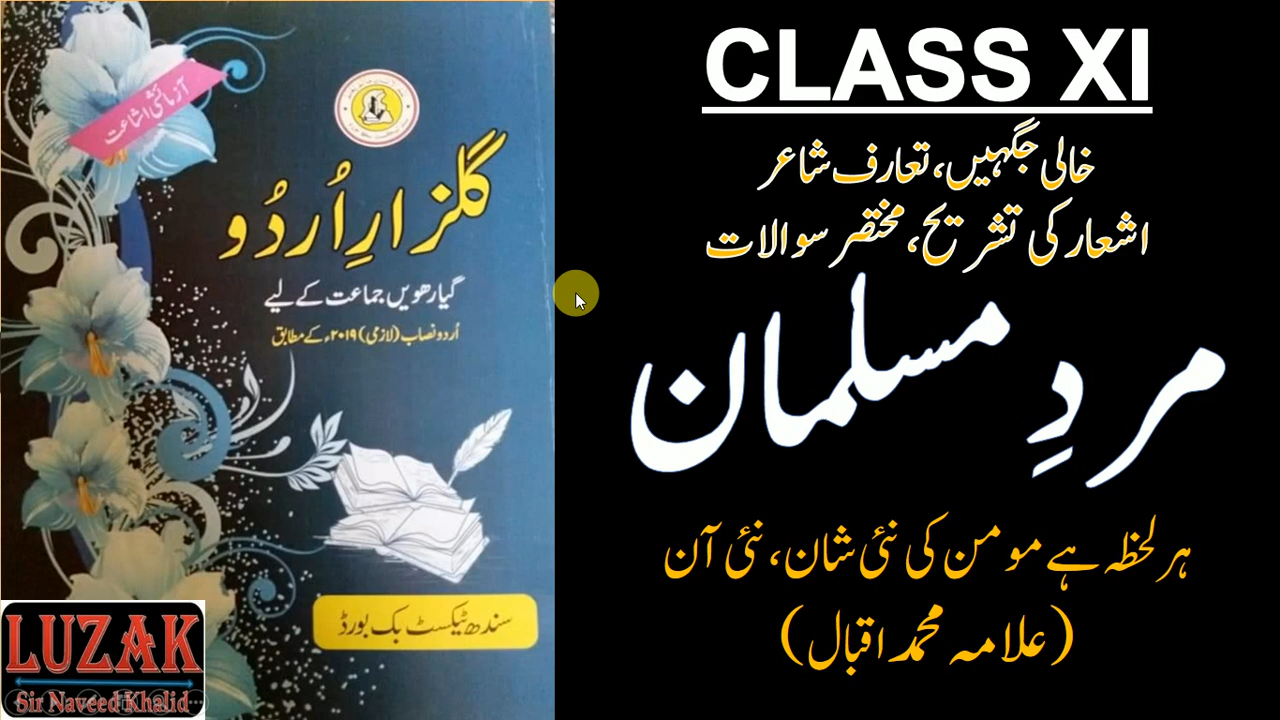 آزمائشی اشاعت
گلزارِ اُردُو
گیارھویں جماعت کے لیے
اُردو نصاب (لازمی) ۲۰۱۹ء کے مطابق
سندھ ٹیکسٹ بک بورڈ
LUZAK
Sir Naveed Khalid
CLASS XI
خالی جگہیں، تعارف شاعر
اشعار کی تشریح، مختصر سوالات
مردِ مسلمان
ہر لحظہ ہے مومن کی نئی شان، نئی آن
(علامہ محمد اقبال)